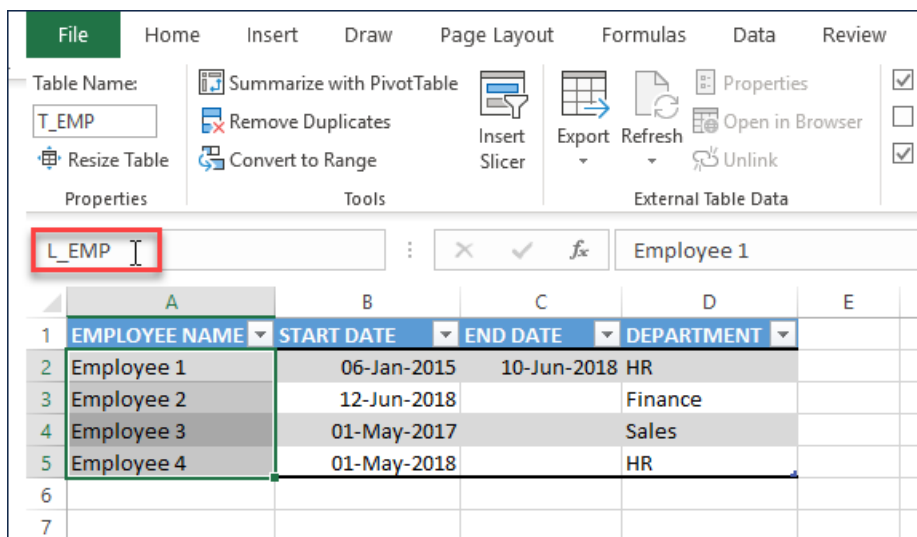 File Home Insert Draw Page Layout Formulas Data Review
Table Name:
T_EMP
Resize Table
Properties
Summarize with PivotTable
Remove Duplicates
Convert to Range
Tools
Insert
Slicer
Export
Refresh
Properties
Open in Browser
Unlink
External Table Data
L_EMP
fx Employee 1
A B C D E
1 EMPLOYEE NAME START DATE END DATE DEPARTMENT
2 Employee 1 06-Jan-2015 10-Jun-2018 HR
3 Employee 2 12-Jun-2018 Finance
4 Employee 3 01-May-2017 Sales
5 Employee 4 01-May-2018 HR
6
7